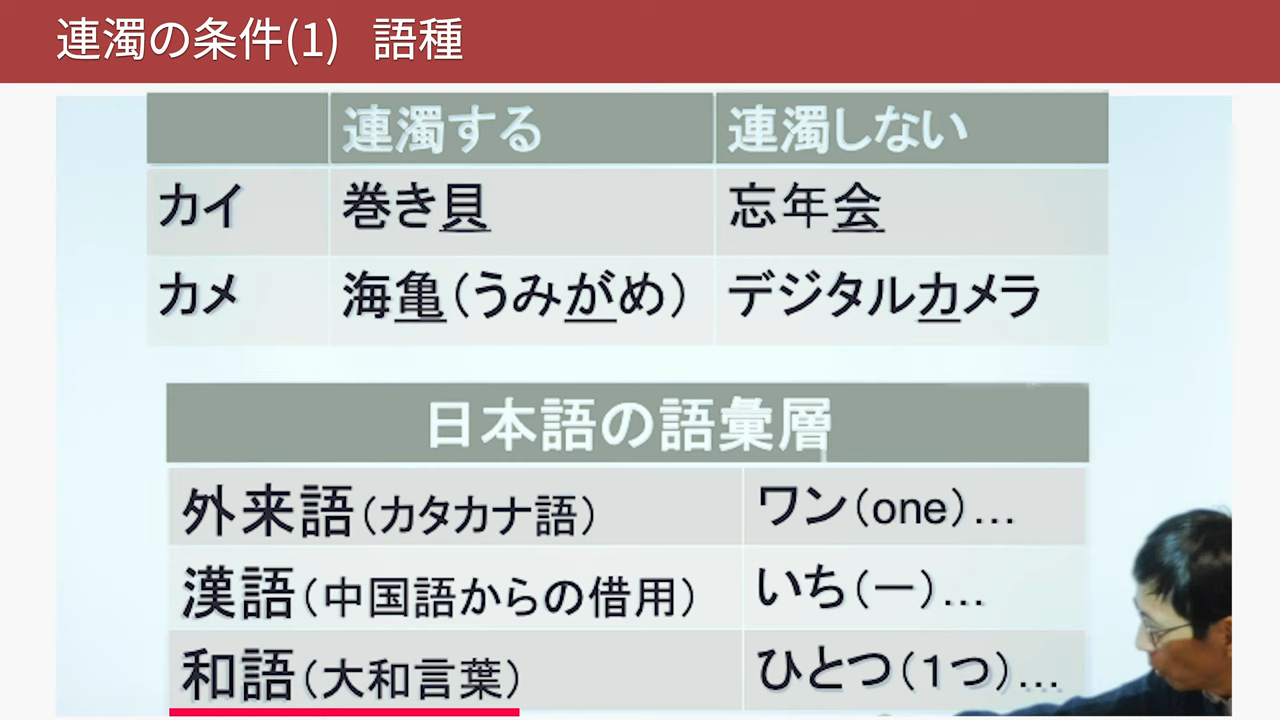 連濁の条件(1) 語種
連濁する 連濁しない
カイ 巻き貝 忘年会
カメ 海亀(うみがめ) デジタルカメラ
日本語の語彙層
外来語(カタカナ語) ワン(one)…
漢語(中国語からの借用) いち(一)…
和語(大和言葉) ひとつ(1つ)…